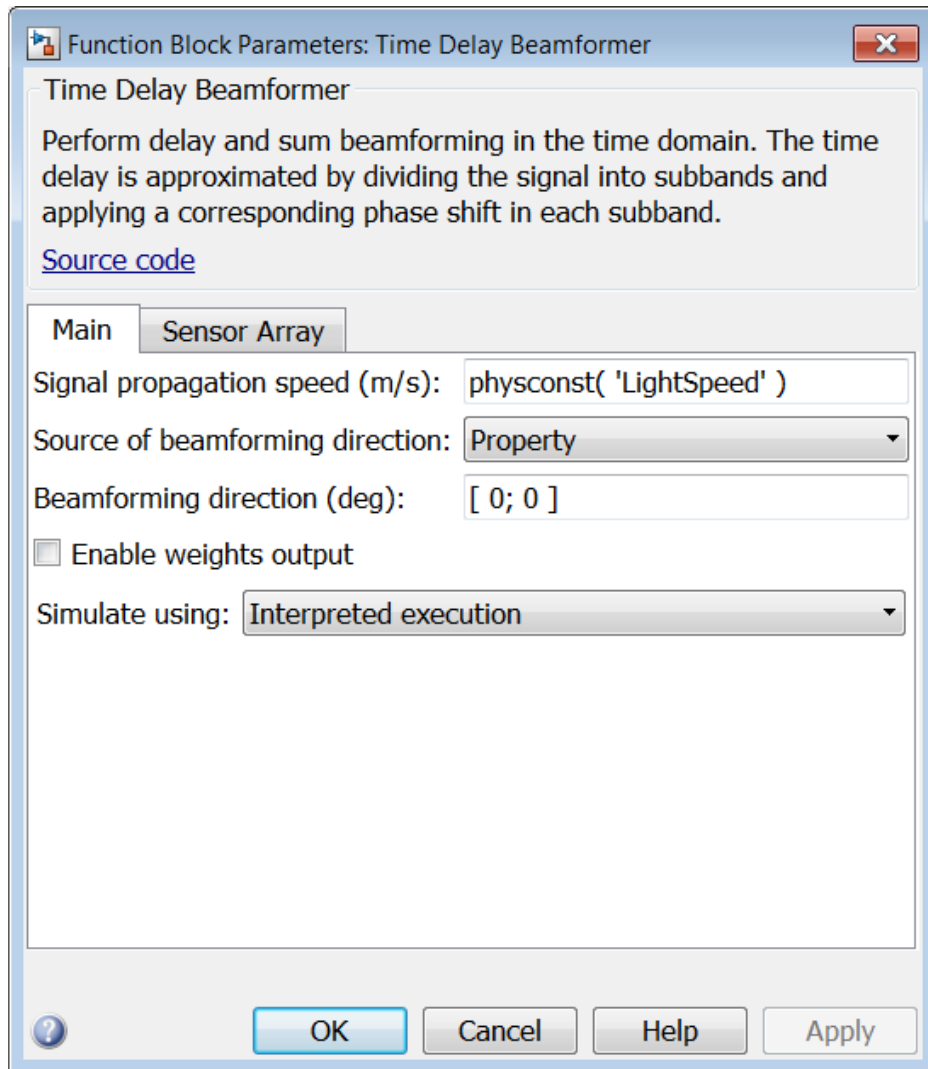 Function Block Parameters: Time Delay Beamformer
Time Delay Beamformer
Perform delay and sum beamforming in the time domain. The time
delay is approximated by dividing the signal into subbands and
applying a corresponding phase shift in each subband.
Source code
Main Sensor Array
Signal propagation speed (m/s): physconst( 'LightSpeed' )
Source of beamforming direction: Property
Beamforming direction (deg): [ 0; 0 ]
Enable weights output
Simulate using: Interpreted execution
? OK Cancel Help Apply